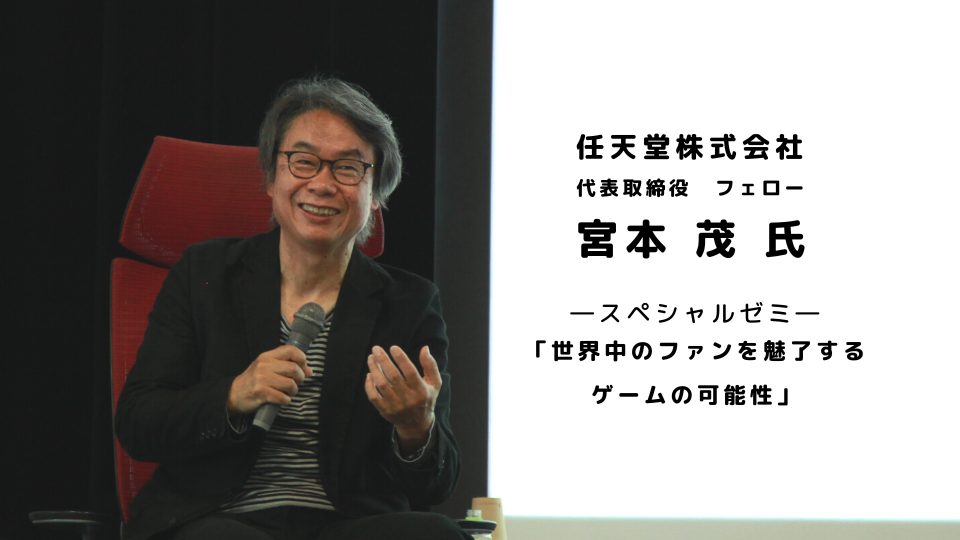 任天堂株式会社
代表取締役　フェロー
宮本 茂 氏
―スペシャルゼミ―
「世界中のファンを魅了する
ゲームの可能性」